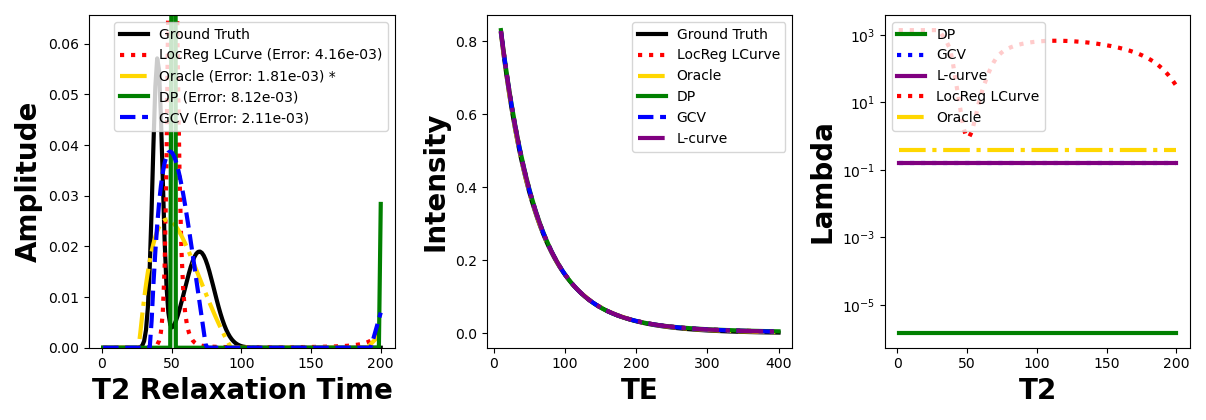 Ground Truth
LocReg LCurve (Error: 4.16e-03)
Oracle (Error: 1.81e-03) *
DP (Error: 8.12e-03)
GCV (Error: 2.11e-03)
0.06
0.05
0.04
0.03
0.02
0.01
0.00
Amplitude
0
50
100
150
200
T2 Relaxation Time
Ground Truth
LocReg LCurve
Oracle
DP
GCV
L-curve
0.8
0.6
0.4
0.2
0.0
Intensity
0
100
200
300
400
TE
DP
GCV
L-curve
LocReg LCurve
Oracle
10³
10¹
10⁻¹
10⁻³
10⁻⁵
Lambda
0
50
100
150
200
T2